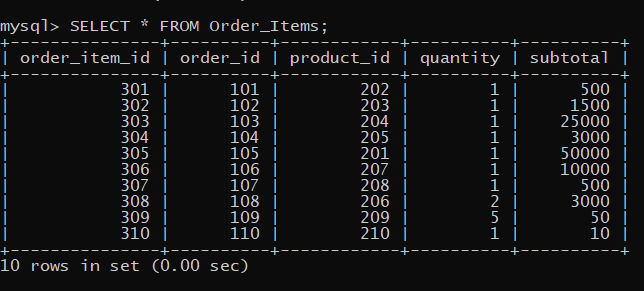 mysql> SELECT * FROM Order_Items;
+---------------+----------+------------+----------+----------+
| order_item_id | order_id | product_id | quantity | subtotal |
+---------------+----------+------------+----------+----------+
|           301 |      101 |        202 |        1 |      500 |
|           302 |      102 |        203 |        1 |     1500 |
|           303 |      103 |        204 |        1 |    25000 |
|           304 |      104 |        205 |        1 |     3000 |
|           305 |      105 |        201 |        1 |    50000 |
|           306 |      106 |        207 |        1 |    10000 |
|           307 |      107 |        208 |        1 |      500 |
|           308 |      108 |        206 |        2 |     3000 |
|           309 |      109 |        209 |        5 |       50 |
|           310 |      110 |        210 |        1 |       10 |
+---------------+----------+------------+----------+----------+
10 rows in set (0.00 sec)